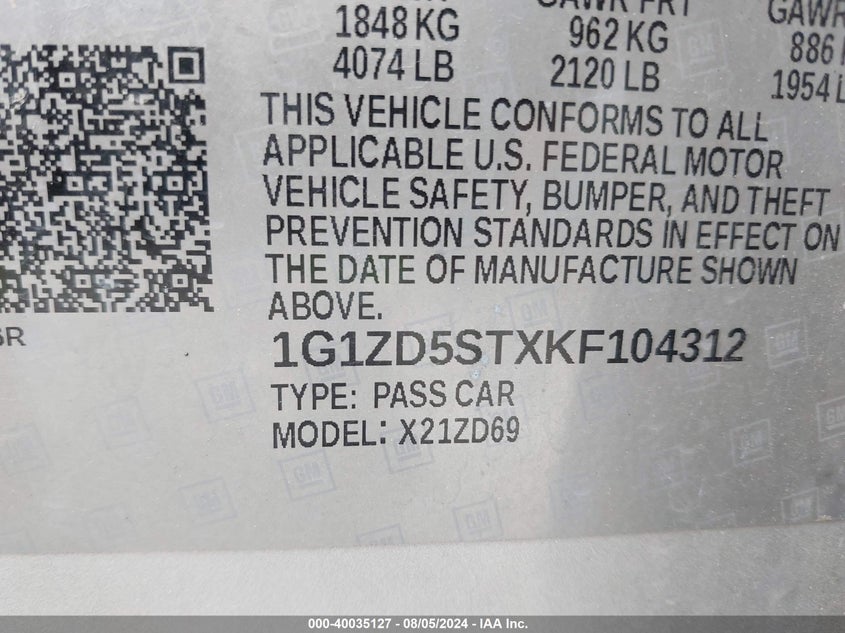 1848 KG 962 KG 886
4074 LB 2120 LB 1954 L
THIS VEHICLE CONFORMS TO ALL
APPLICABLE U.S. FEDERAL MOTOR
VEHICLE SAFETY, BUMPER, AND THEFT
PREVENTION STANDARDS IN EFFECT ON
THE DATE OF MANUFACTURE SHOWN
ABOVE.
1G1ZD5STXKF104312
TYPE: PASS CAR
MODEL: X21ZD69
GM
000-40035127 - 08/05/2024 - IAA Inc.